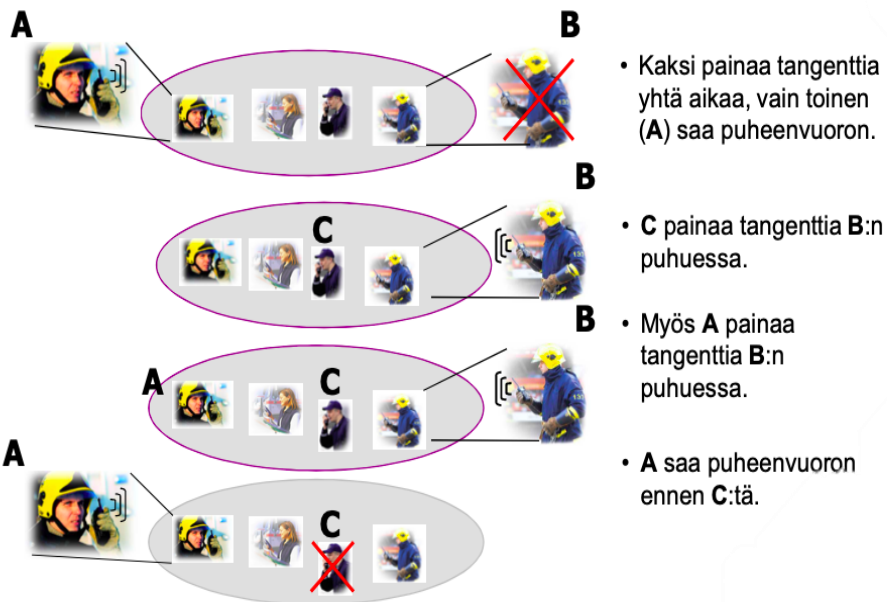 A
B
• Kaksi painaa tangenttia
yhtä aikaa, vain toinen
(A) saa puheenvuoron.
B
C
• C painaa tangenttia B:n
puhuessa.
B
A
C
• Myös A painaa
tangenttia B:n
puhuessa.
A
C
• A saa puheenvuoron
ennen C:tä.